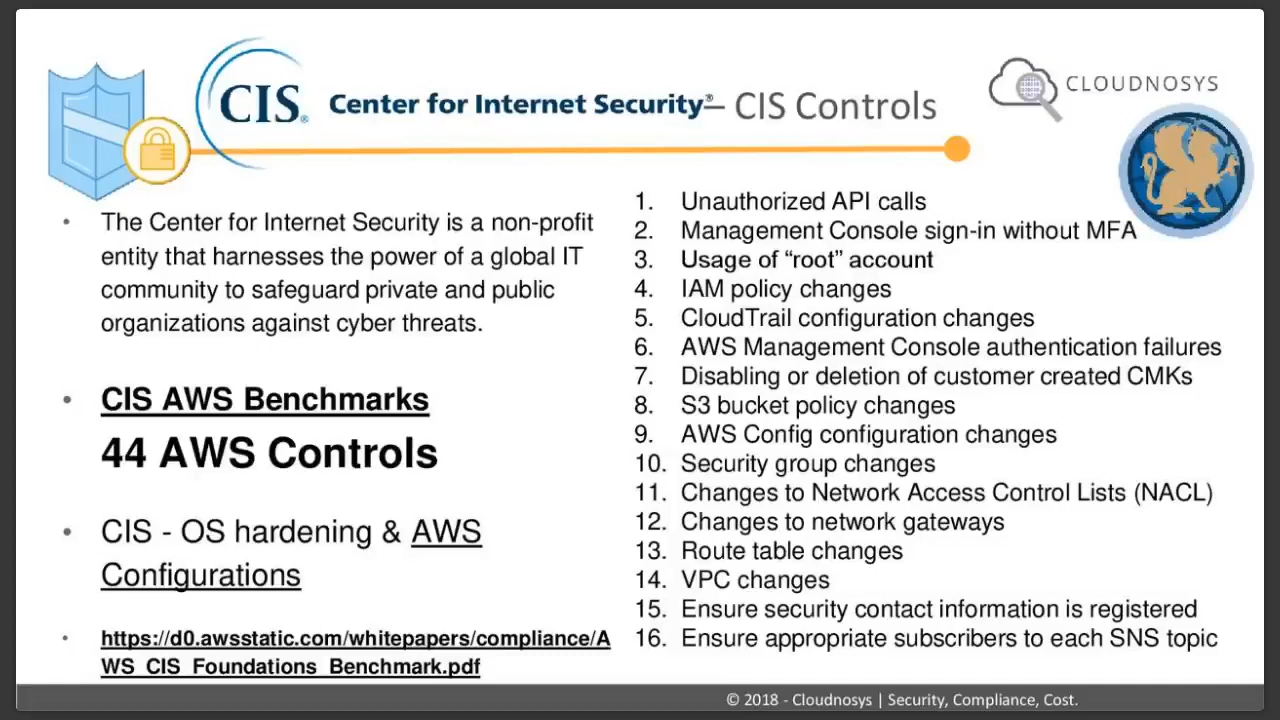 CIS® Center for Internet Security® – CIS Controls
CLOUDNOSYS
• The Center for Internet Security is a non-profit
entity that harnesses the power of a global IT
community to safeguard private and public
organizations against cyber threats.
• CIS AWS Benchmarks
44 AWS Controls
• CIS - OS hardening & AWS
Configurations
• https://d0.awsstatic.com/whitepapers/compliance/A
WS_CIS_Foundations_Benchmark.pdf
1. Unauthorized API calls
2. Management Console sign-in without MFA
3. Usage of “root” account
4. IAM policy changes
5. CloudTrail configuration changes
6. AWS Management Console authentication failures
7. Disabling or deletion of customer created CMKs
8. S3 bucket policy changes
9. AWS Config configuration changes
10. Security group changes
11. Changes to Network Access Control Lists (NACL)
12. Changes to network gateways
13. Route table changes
14. VPC changes
15. Ensure security contact information is registered
16. Ensure appropriate subscribers to each SNS topic
© 2018 - Cloudnosys | Security, Compliance, Cost.